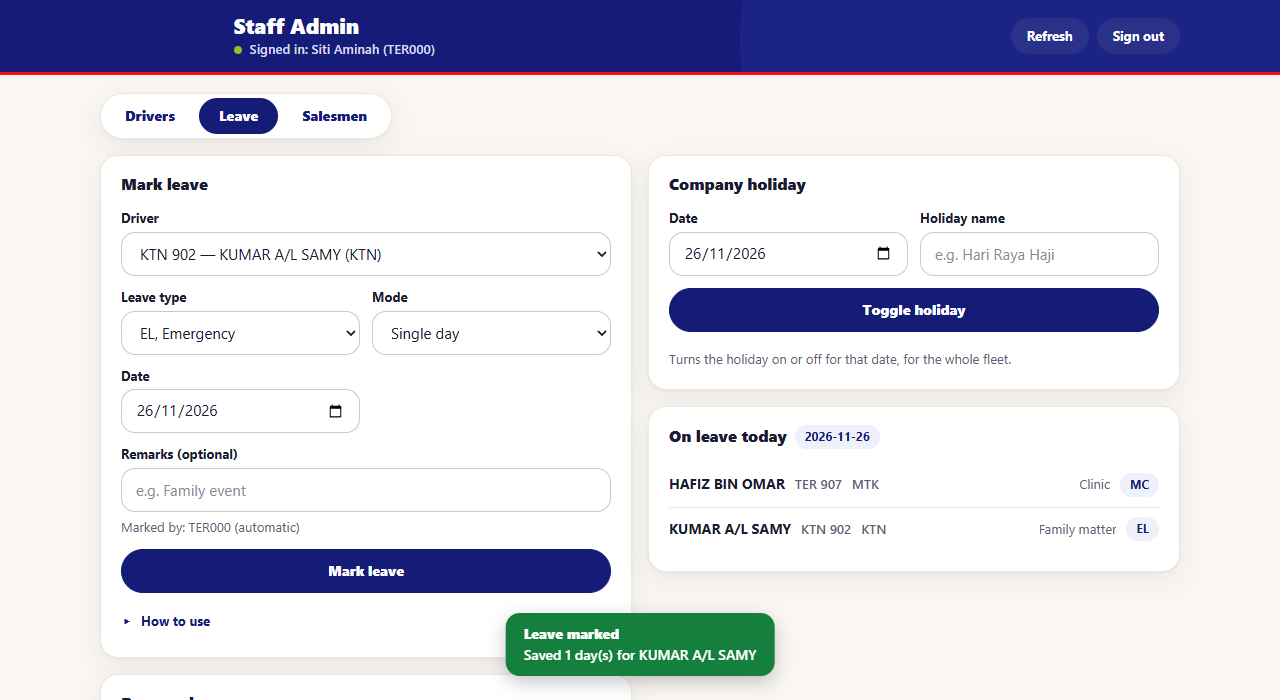 Staff Admin
Signed in: Siti Aminah (TER000)
Refresh
Sign out
Drivers
Leave
Salesmen
Mark leave
Driver
KTN 902 — KUMAR A/L SAMY (KTN)
Leave type
Mode
EL, Emergency
Single day
Date
26/11/2026
Remarks (optional)
e.g. Family event
Marked by: TER000 (automatic)
Mark leave
How to use
Company holiday
Date
Holiday name
26/11/2026
e.g. Hari Raya Haji
Toggle holiday
Turns the holiday on or off for that date, for the whole fleet.
On leave today 2026-11-26
HAFIZ BIN OMAR TER 907 MTK Clinic MC
KUMAR A/L SAMY KTN 902 KTN Family matter EL
Leave marked
Saved 1 day(s) for KUMAR A/L SAMY